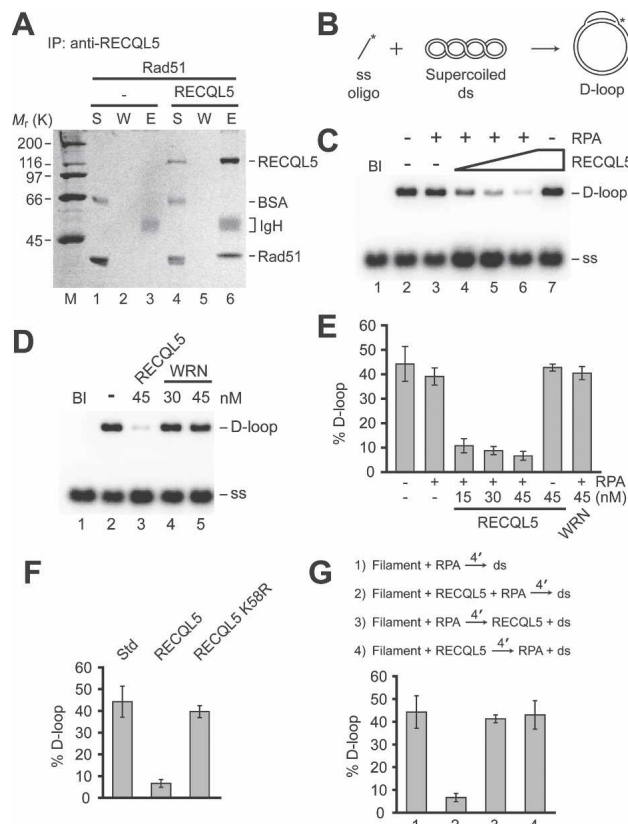 A
IP: anti-RECQL5
Rad51
- RECQL5
Mr (K) S W E S W E
200
116
97
66
45
RECQL5
BSA
IgH
Rad51
M 1 2 3 4 5 6
B
*
+
*
ss
oligo
Supercoiled
ds
D-loop
C
- + + + + - RPA
Bl - - RECQL5
D-loop
ss
1 2 3 4 5 6 7
D
RECQL5
WRN
Bl - 45 30 45 nM
D-loop
ss
1 2 3 4 5
E
% D-loop
60
50
40
30
20
10
0
- + + + + - + RPA
- - 15 30 45 45 45 (nM)
RECQL5
WRN
F
Std
RECQL5
RECQL5 K58R
% D-loop
60
50
40
30
20
10
0
G
1) Filament + RPA 4′→ ds
2) Filament + RECQL5 + RPA 4′→ ds
3) Filament + RPA 4′→ RECQL5 + ds
4) Filament + RECQL5 4′→ RPA + ds
% D-loop
60
50
40
30
20
10
0
1 2 3 4